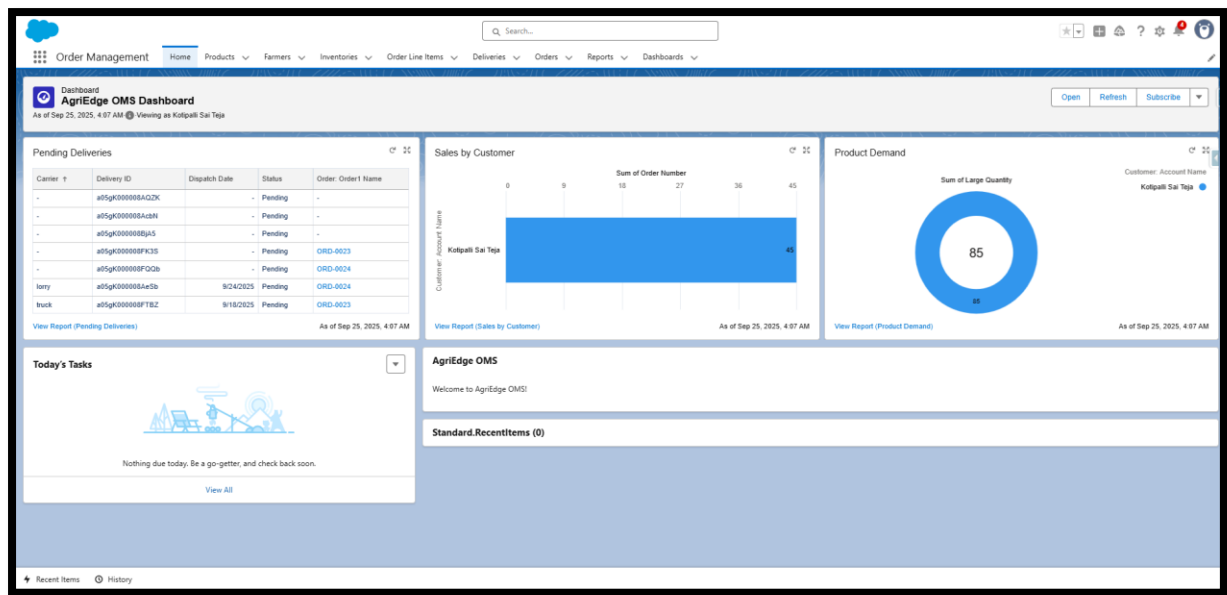 Search...
Order Management Home Products Farmers Inventories Order Line Items Deliveries Orders Reports Dashboards
Dashboard
AgriEdge OMS Dashboard
As of Sep 25, 2025, 4:07 AM Viewing as Kotipalli Sai Teja
Open Refresh Subscribe
Pending Deliveries
Carrier ↑ Delivery ID Dispatch Date Status Order: Order1 Name
- a05gK000008AQZK - Pending -
- a05gK000008AcbN - Pending -
- a05gK000008BjAS - Pending -
- a05gK000008FK3S - Pending ORD-0023
- a05gK000008FQQb - Pending ORD-0024
lorry a05gK000008AeSb 9/24/2025 Pending ORD-0024
truck a05gK000008FTBZ 9/18/2025 Pending ORD-0023
View Report (Pending Deliveries) As of Sep 25, 2025, 4:07 AM
Sales by Customer
Sum of Order Number
0 9 18 27 36 45
Customer: Account Name
Kotipalli Sai Teja 45
View Report (Sales by Customer) As of Sep 25, 2025, 4:07 AM
Product Demand
Sum of Large Quantity
Customer: Account Name
Kotipalli Sai Teja
85
85
View Report (Product Demand) As of Sep 25, 2025, 4:07 AM
Today's Tasks
Nothing due today. Be a go-getter, and check back soon.
View All
AgriEdge OMS
Welcome to AgriEdge OMS!
Standard.RecentItems (0)
Recent Items History